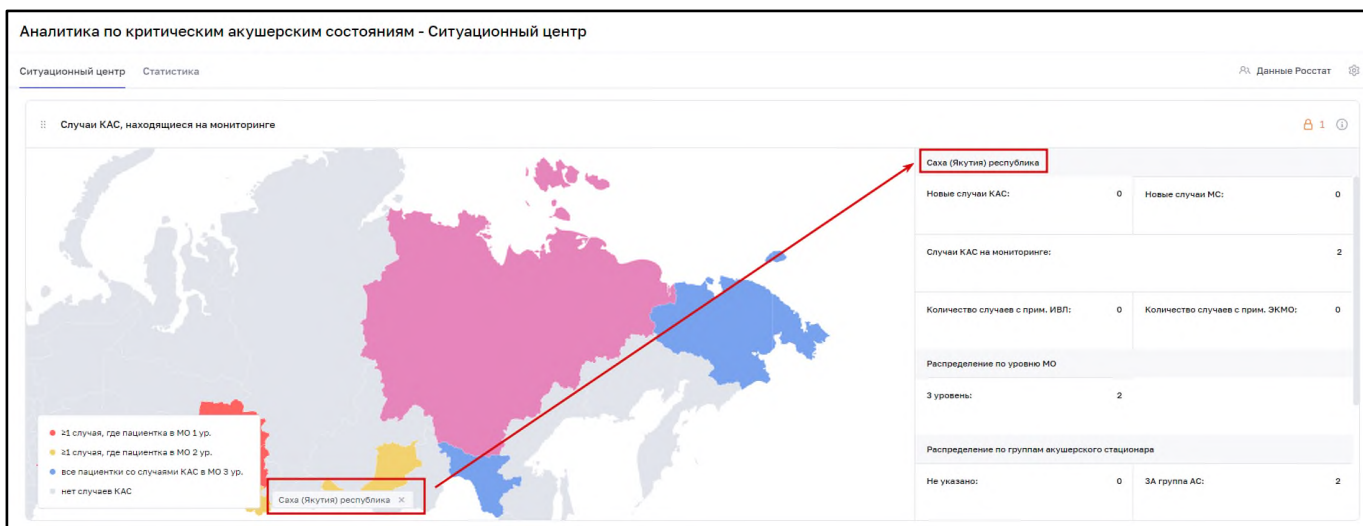 Аналитика по критическим акушерским состояниям - Ситуационный центр
Ситуационный центр
Статистика
Данные Росстат
Случаи КАС, находящиеся на мониторинге
1
Саха (Якутия) республика
Новые случаи КАС: 0
Новые случаи МС: 0
Случаи КАС на мониторинге: 2
Количество случаев с прим. ИВЛ: 0
Количество случаев с прим. ЭКМО: 0
Распределение по уровню МО
3 уровень: 2
Распределение по группам акушерского стационара
Не указано: 0
3А группа АС: 2
≥1 случая, где пациентка в МО 1 ур.
≥1 случая, где пациентка в МО 2 ур.
все пациентки со случаями КАС в МО 3 ур.
нет случаев КАС
Саха (Якутия) республика ×